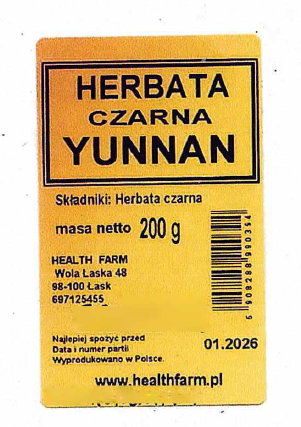 HERBATA
CZARNA
YUNNAN
Składniki: Herbata czarna
masa netto 200 g
HEALTH FARM
Wola Łaska 48
98-100 Łask
697125455
5 908288 990394
Najlepiej spożyć przed 01.2026
Data i numer partii
Wyprodukowano w Polsce.
www.healthfarm.pl